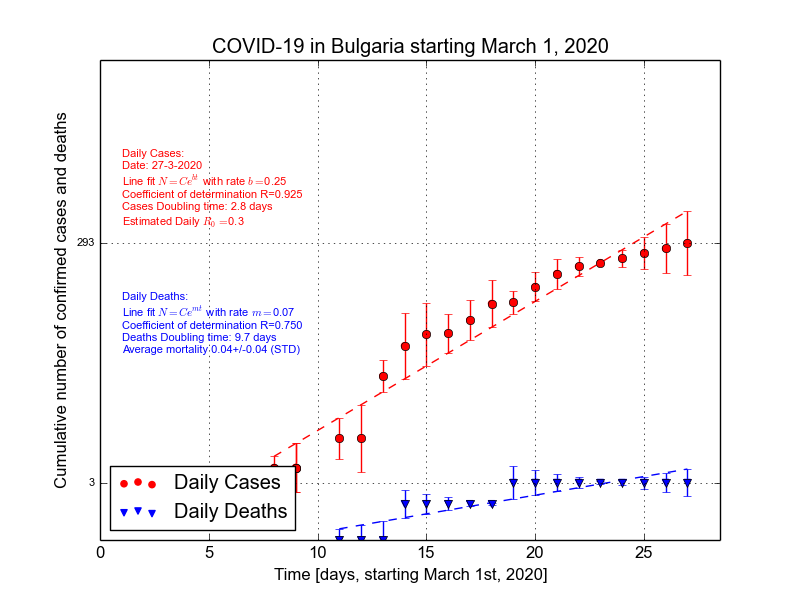 COVID-19 in Bulgaria starting March 1, 2020
Cumulative number of confirmed cases and deaths
Daily Cases:
Date: 27-3-2020
Line fit N = Ce^{bt} with rate b = 0.25
Coefficient of determination R=0.925
Cases Doubling time: 2.8 days
Estimated Daily R_0 = 0.3
293
Daily Deaths:
Line fit N = Ce^{mt} with rate m = 0.07
Coefficient of determination R=0.750
Deaths Doubling time: 9.7 days
Average mortality 0.04+/-0.04 (STD)
3
Daily Cases
Daily Deaths
0 5 10 15 20 25
Time [days, starting March 1st, 2020]